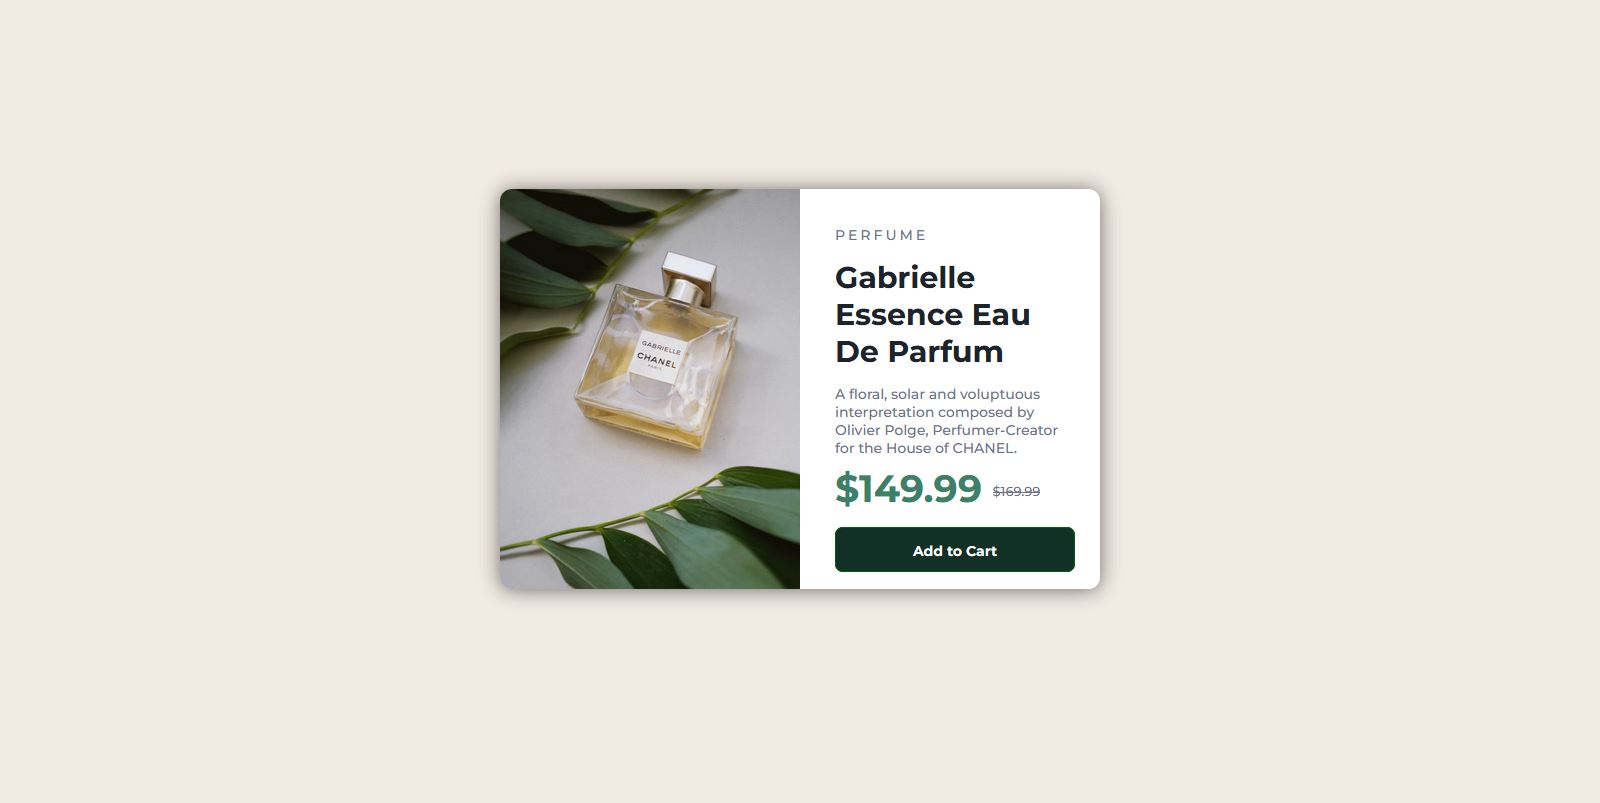 GABRIELLE
CHANEL
PARIS
PERFUME
Gabrielle
Essence Eau
De Parfum
A floral, solar and voluptuous
interpretation composed by
Olivier Polge, Perfumer-Creator
for the House of CHANEL.
$149.99 $169.99
Add to Cart